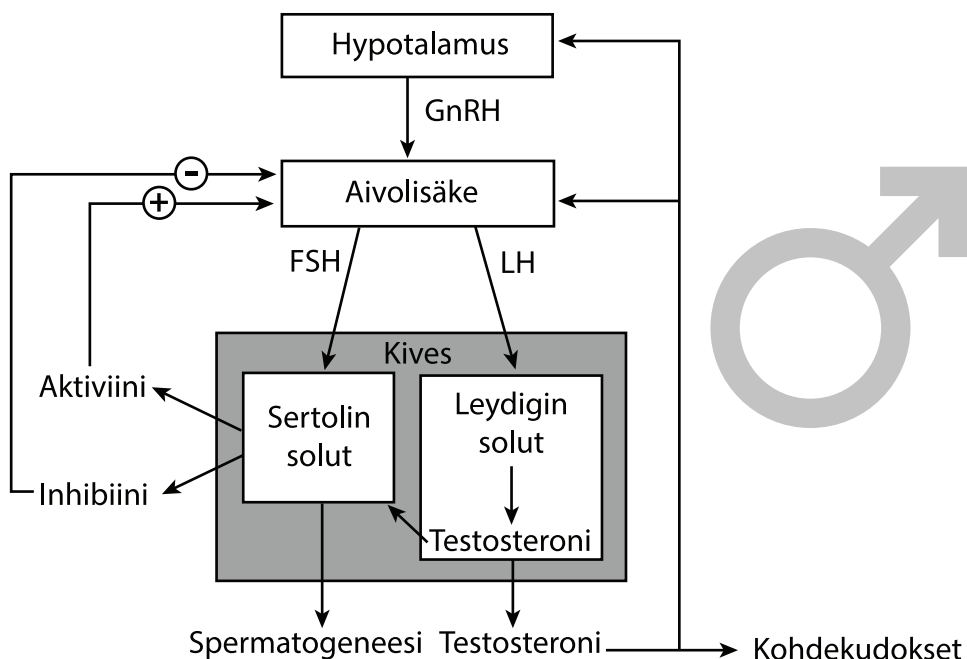 Hypotalamus
GnRH
-
Aivolisäke
+
FSH
LH
Kives
Aktiviini
Sertolin
solut
Leydigin
solut
Inhibiini
Testosteroni
Spermatogeneesi
Testosteroni
Kohdekudokset